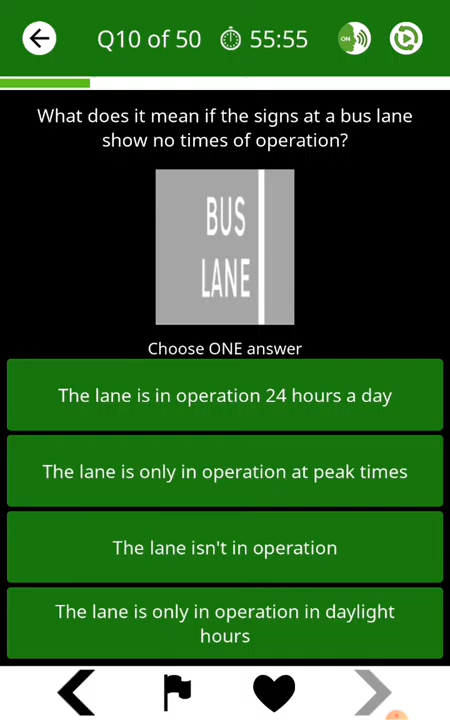 Q10 of 50 55:55 ON
What does it mean if the signs at a bus lane
show no times of operation?
BUS
LANE
Choose ONE answer
The lane is in operation 24 hours a day
The lane is only in operation at peak times
The lane isn't in operation
The lane is only in operation in daylight
hours